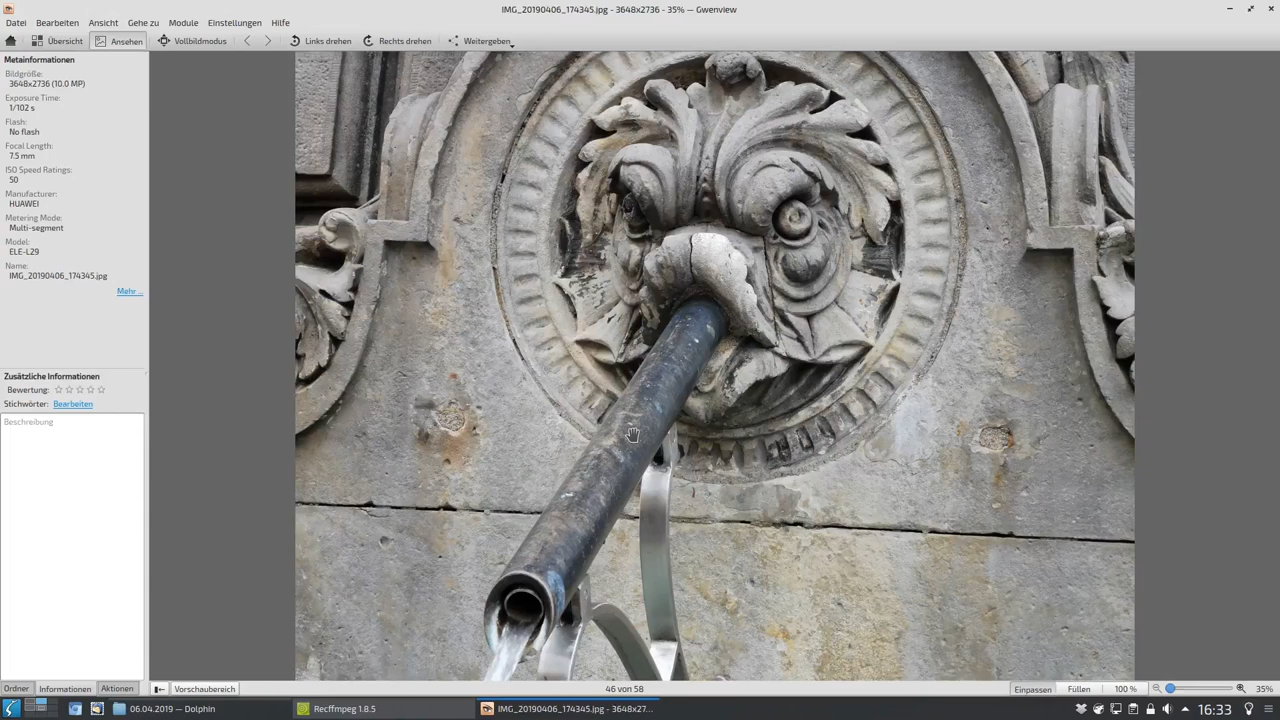 IMG_20190406_174345.jpg - 3648x2736 - 35% — Gwenview
Datei Bearbeiten Ansicht Gehe zu Module Einstellungen Hilfe
Übersicht Ansehen Vollbildmodus Links drehen Rechts drehen Weitergeben
Metainformationen
Bildgröße:
3648x2736 (10.0 MP)
Exposure Time:
1/102 s
Flash:
No flash
Focal Length:
7.5 mm
ISO Speed Ratings:
50
Manufacturer:
HUAWEI
Metering Mode:
Multi-segment
Model:
ELE-L29
Name:
IMG_20190406_174345.jpg
Mehr...
Zusätzliche Informationen
Bewertung:
Stichwörter: Bearbeiten
Beschreibung
Ordner Informationen Aktionen Vorschaubereich 46 von 58 Einpassen Füllen 100 % 35%
06.04.2019 — Dolphin Recffmpeg 1.8.5 IMG_20190406_174345.jpg - 3648x27... 16:33